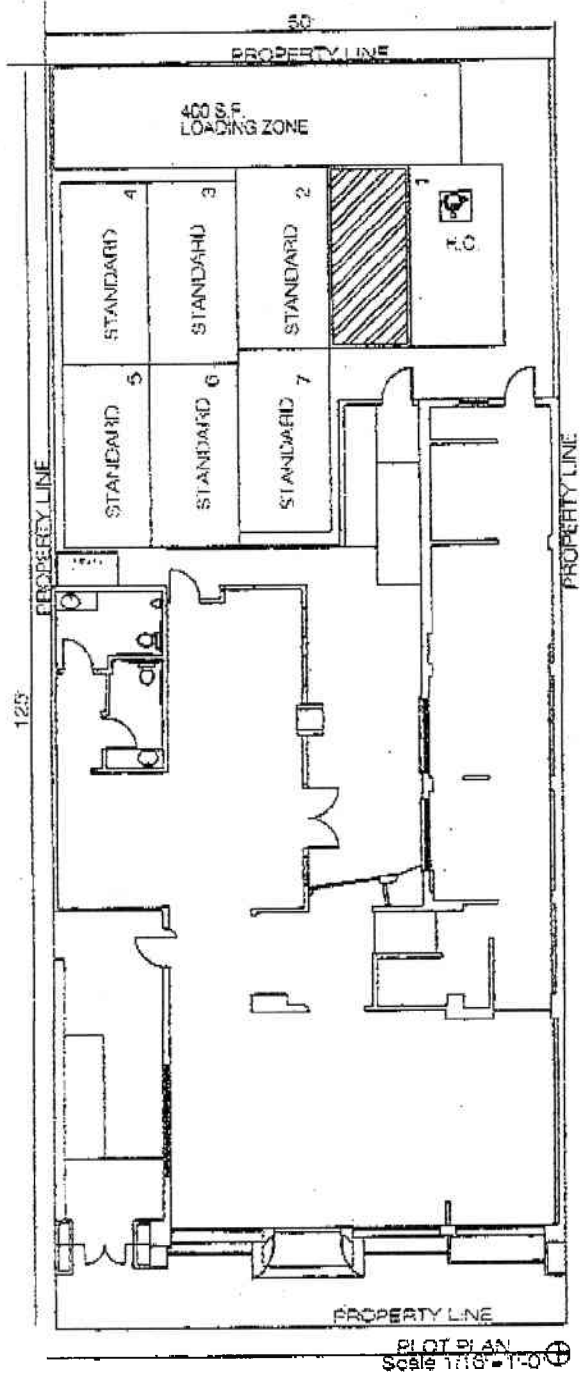 50'
PROPERTY LINE
400 S.F.
LOADING ZONE
4
3
2
1
STANDARD
STANDARD
STANDARD
H.C.
5
6
7
STANDARD
STANDARD
STANDARD
PROPERTY LINE
PROPERTY LINE
125'
PROPERTY LINE
PLOT PLAN
Scale 1/16" = 1'-0"